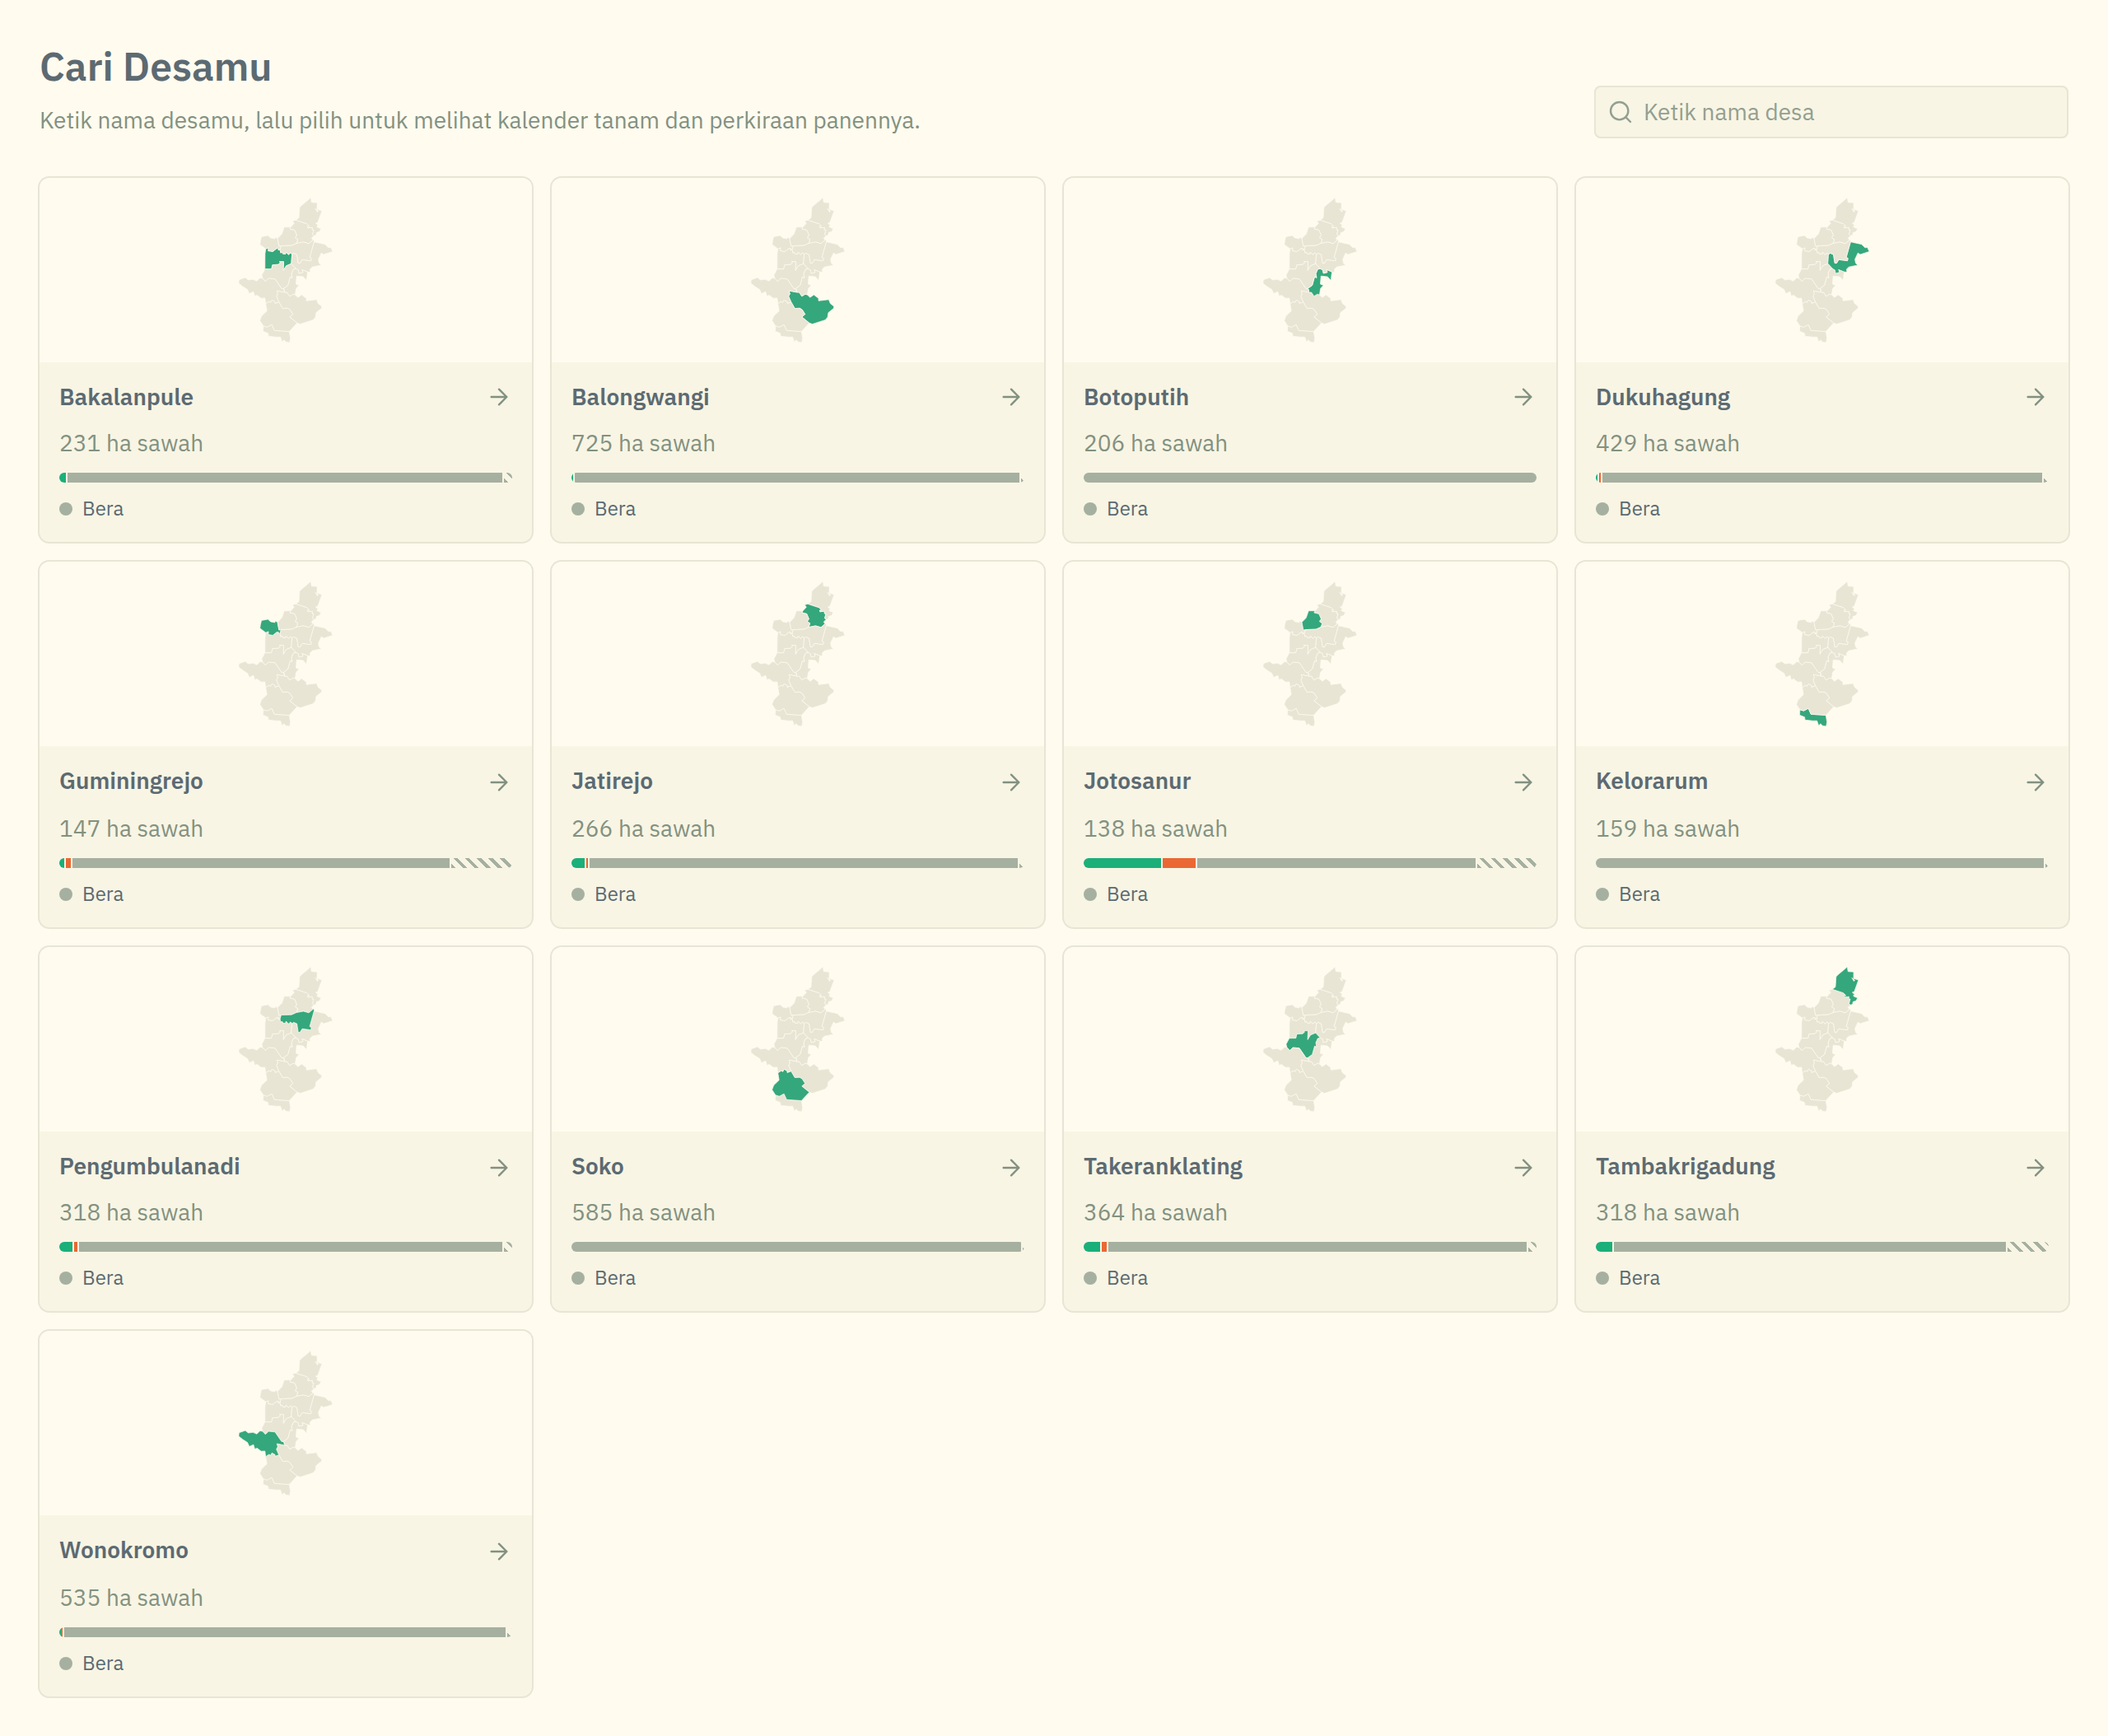 Cari Desamu
Ketik nama desamu, lalu pilih untuk melihat kalender tanam dan perkiraan panennya.
Ketik nama desa
Bakalanpule
231 ha sawah
Bera
Balongwangi
725 ha sawah
Bera
Botoputih
206 ha sawah
Bera
Dukuhagung
429 ha sawah
Bera
Guminingrejo
147 ha sawah
Bera
Jatirejo
266 ha sawah
Bera
Jotosanur
138 ha sawah
Bera
Kelorarum
159 ha sawah
Bera
Pengumbulanadi
318 ha sawah
Bera
Soko
585 ha sawah
Bera
Takeranklating
364 ha sawah
Bera
Tambakrigadung
318 ha sawah
Bera
Wonokromo
535 ha sawah
Bera